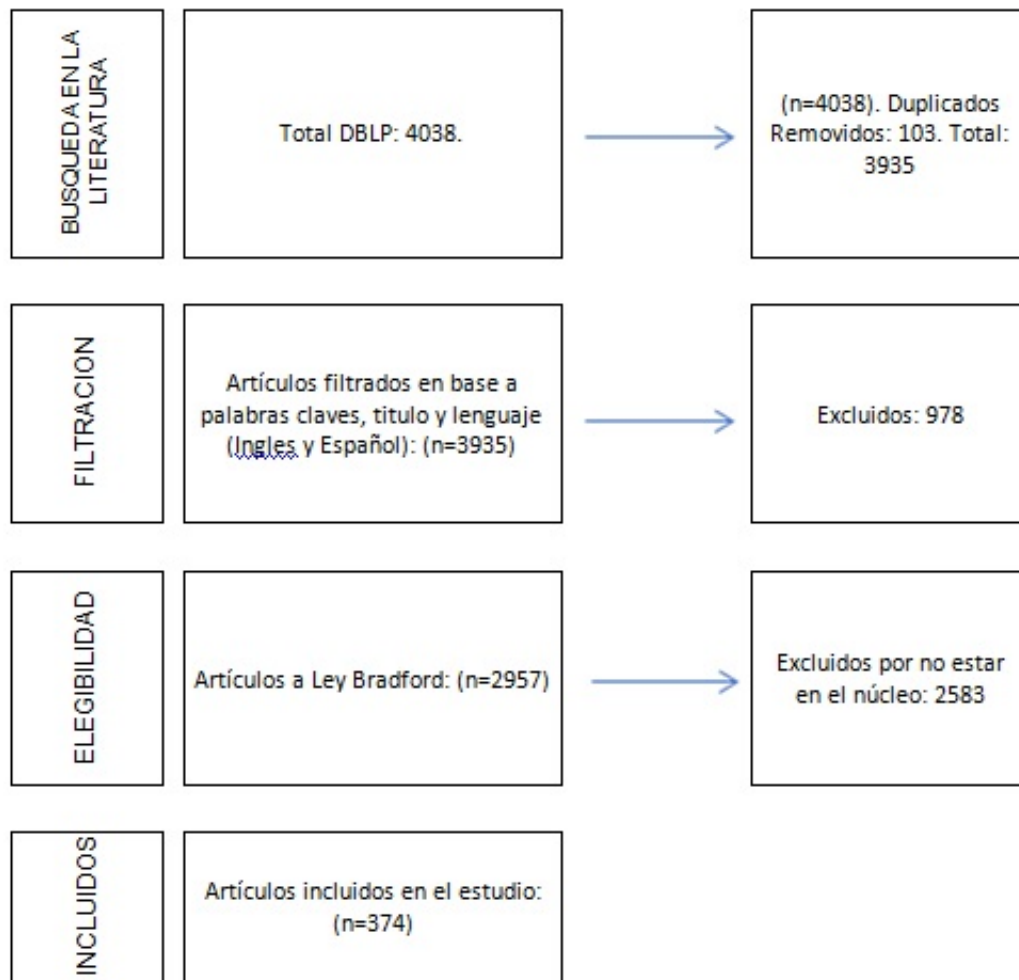 BUSQUEDA EN LA
LITERATURA
Total DBLP: 4038.
(n=4038). Duplicados
Removidos: 103. Total:
3935
FILTRACION
Artículos filtrados en base a
palabras claves, titulo y lenguaje
(Ingles y Español): (n=3935)
Excluidos: 978
ELEGIBILIDAD
Artículos a Ley Bradford: (n=2957)
Excluidos por no estar
en el núcleo: 2583
INCLUIDOS
Artículos incluidos en el estudio:
(n=374)